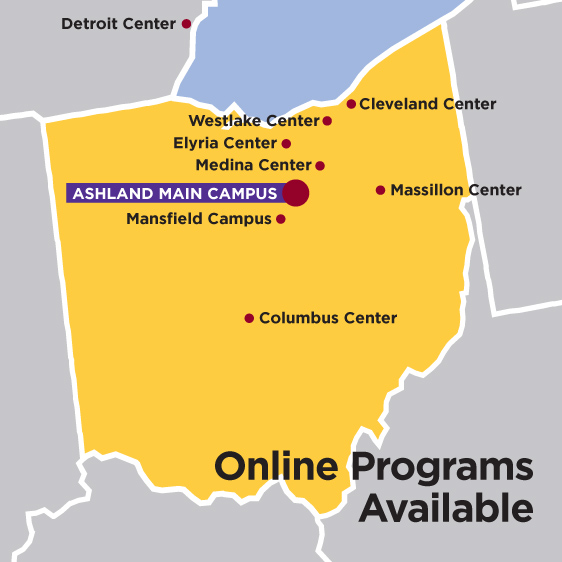 Detroit Center
Cleveland Center
Westlake Center
Elyria Center
Medina Center
ASHLAND MAIN CAMPUS
Massillon Center
Mansfield Campus
Columbus Center
Online Programs
Available